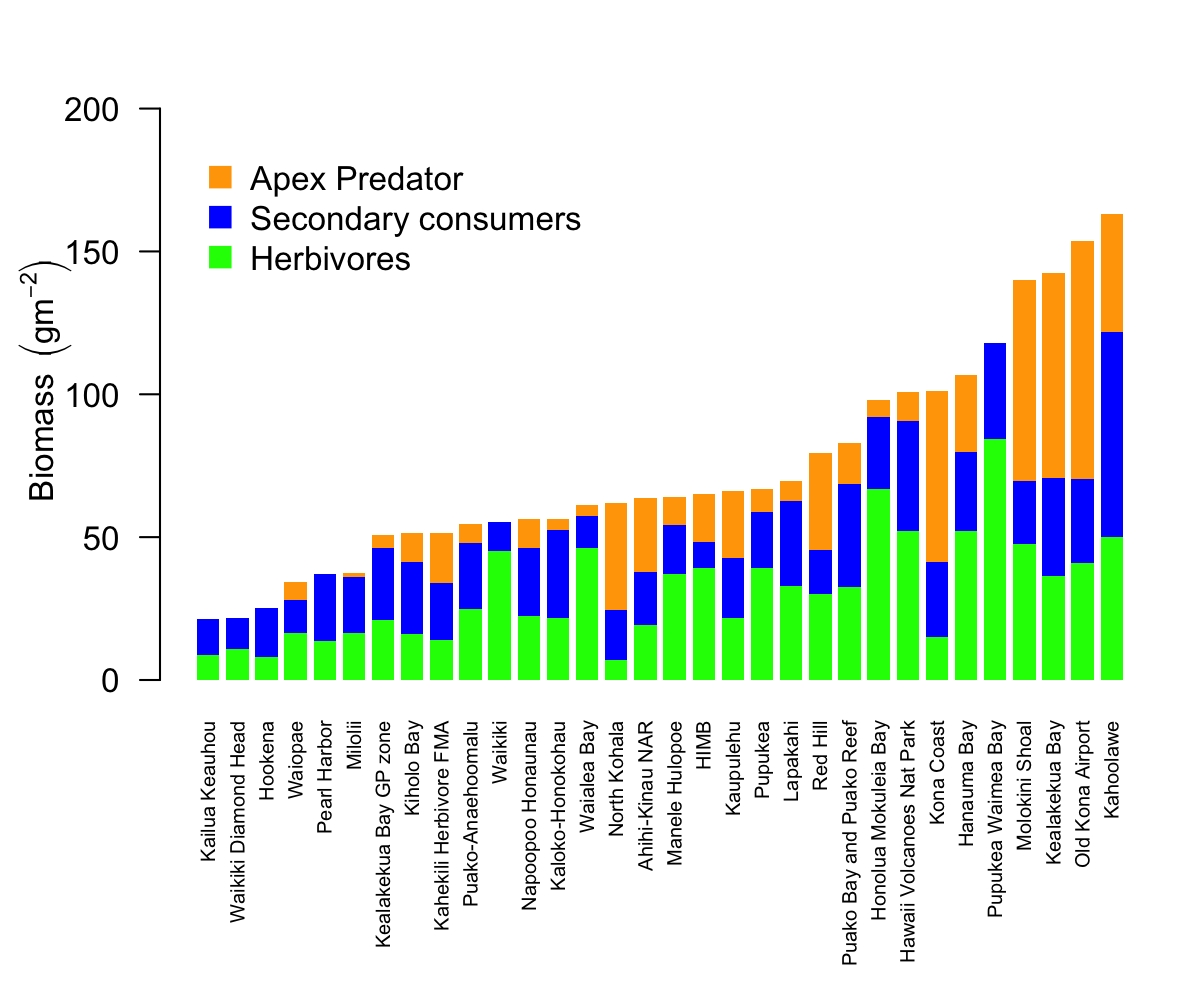 200
150
100
50
0
Biomass (gm−2)
Apex Predator
Secondary consumers
Herbivores
Kailua Keauhou
Waikiki Diamond Head
Hookena
Waiopae
Pearl Harbor
Milolii
Kealakekua Bay GP zone
Kiholo Bay
Kahekili Herbivore FMA
Puako-Anaehoomalu
Waikiki
Napoopoo Honaunau
Kaloko-Honokohau
Waialea Bay
North Kohala
Ahihi-Kinau NAR
Manele Hulopoe
HIMB
Kaupulehu
Pupukea
Lapakahi
Red Hill
Puako Bay and Puako Reef
Honolua Mokuleia Bay
Hawaii Volcanoes Nat Park
Kona Coast
Hanauma Bay
Pupukea Waimea Bay
Molokini Shoal
Kealakekua Bay
Old Kona Airport
Kahoolawe